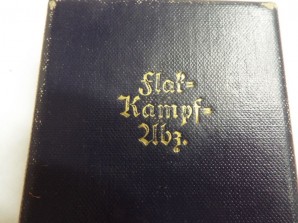 Flak-
Kampf-
Abz.